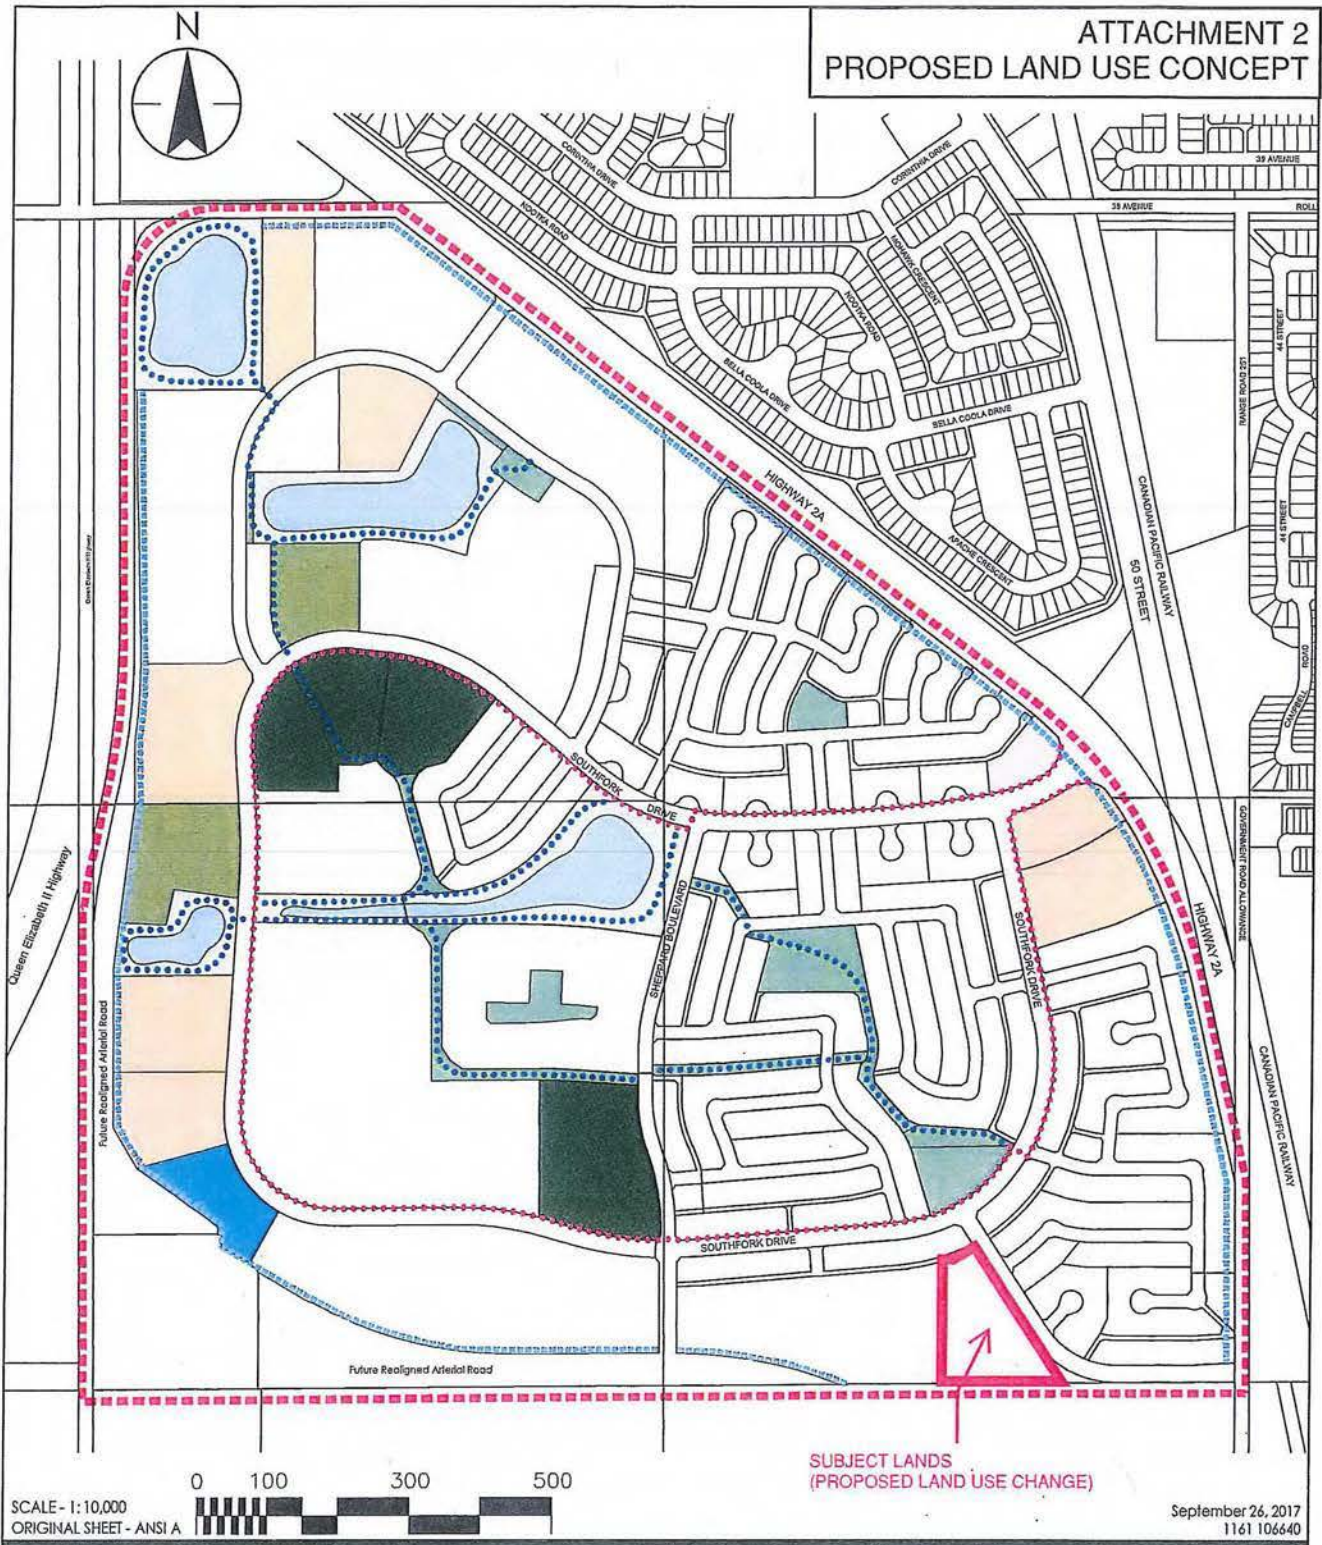 ATTACHMENT 2
PROPOSED LAND USE CONCEPT
N
CORINTHIA DRIVE
CORINTHIA DRIVE
39 AVENUE
39 AVENUE
ROLL
NOOTKA ROAD
MOHAWK CRESCENT
NOOTKA ROAD
44 STREET
RANGE ROAD 251
BELLA COOLA DRIVE
BELLA COOLA DRIVE
HIGHWAY 2A
CANADIAN PACIFIC RAILWAY
50 STREET
44 STREET
APACHE CRESCENT
CAMPBELL
ROAD
SOUTHFORK
DRIVE
Queen Elizabeth II Highway
SHEPPARD BOULEVARD
SOUTHFORK DRIVE
HIGHWAY 2A
GOVERNMENT ROAD ALLOWANCE
Future Realigned Arterial Road
CANADIAN PACIFIC RAILWAY
SOUTHFORK DRIVE
Future Realigned Arterial Road
SUBJECT LANDS
(PROPOSED LAND USE CHANGE)
0 100 300 500
SCALE - 1:10,000
ORIGINAL SHEET - ANSI A
September 26, 2017
1161 106640